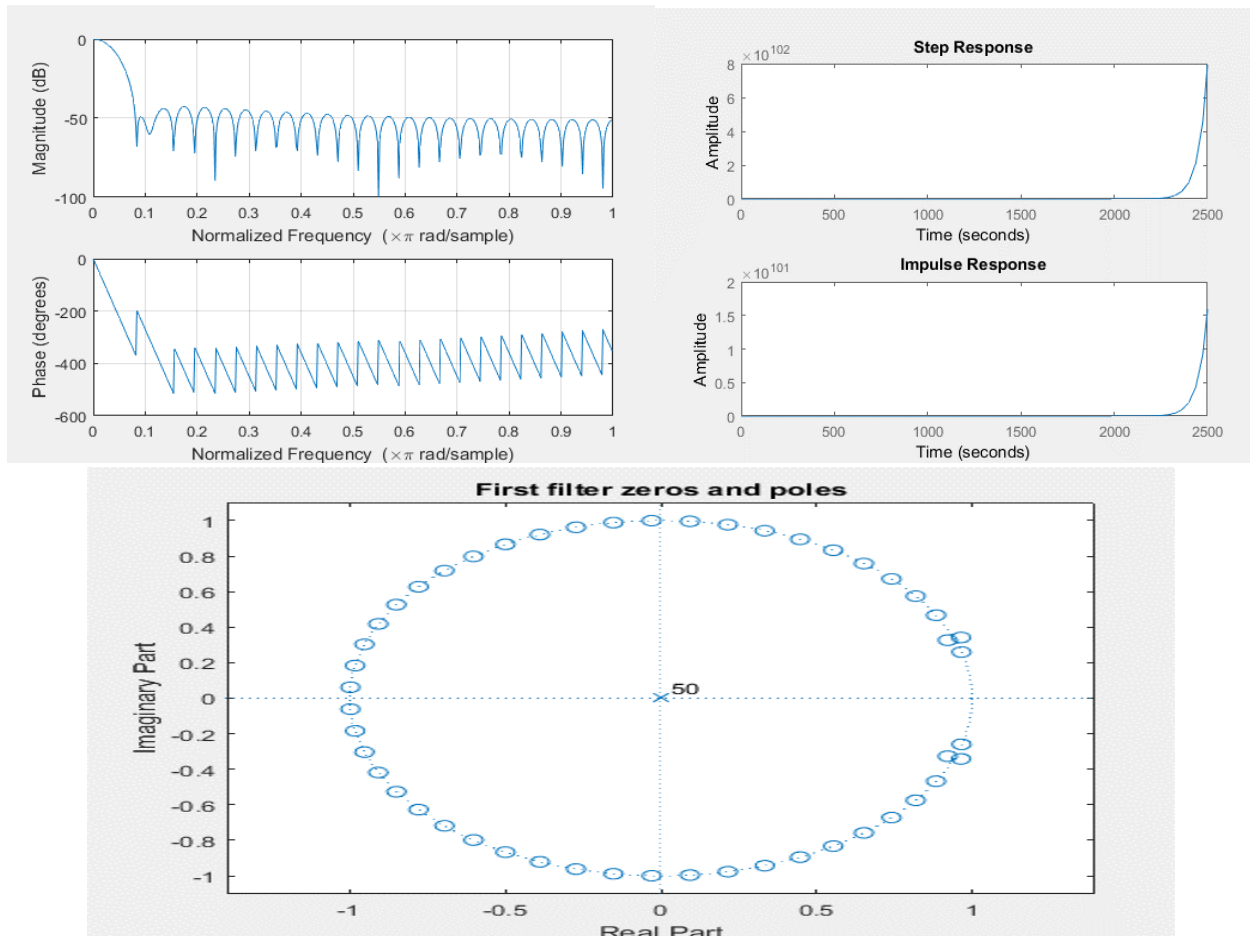 0
-50
-100
Magnitude (dB)
0 0.1 0.2 0.3 0.4 0.5 0.6 0.7 0.8 0.9 1
Normalized Frequency (×π rad/sample)
0
-200
-400
-600
Phase (degrees)
0 0.1 0.2 0.3 0.4 0.5 0.6 0.7 0.8 0.9 1
Normalized Frequency (×π rad/sample)
Step Response
×10^102
8
6
4
2
0
Amplitude
0 500 1000 1500 2000 2500
Time (seconds)
Impulse Response
×10^101
2
1.5
1
0.5
0
Amplitude
0 500 1000 1500 2000 2500
Time (seconds)
First filter zeros and poles
1
0.8
0.6
0.4
0.2
0
-0.2
-0.4
-0.6
-0.8
-1
Imaginary Part
50
-1 -0.5 0 0.5 1
Real Part